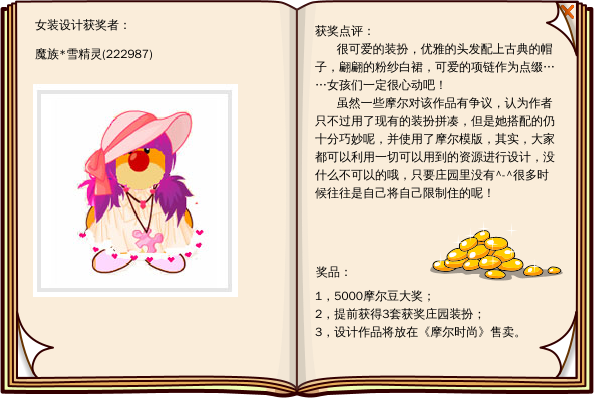 女装设计获奖者：
魔族*雪精灵(222987)
获奖点评：
很可爱的装扮，优雅的头发配上古典的帽
子，翩翩的粉纱白裙，可爱的项链作为点缀…
…女孩们一定很心动吧！
虽然一些摩尔对该作品有争议，认为作者
只不过用了现有的装扮拼凑，但是她搭配的仍
十分巧妙呢，并使用了摩尔模版，其实，大家
都可以利用一切可以用到的资源进行设计，没
什么不可以的哦，只要庄园里没有^-^很多时
候往往是自己将自己限制住的呢！
奖品：
1，5000摩尔豆大奖；
2，提前获得3套获奖庄园装扮；
3，设计作品将放在《摩尔时尚》售卖。